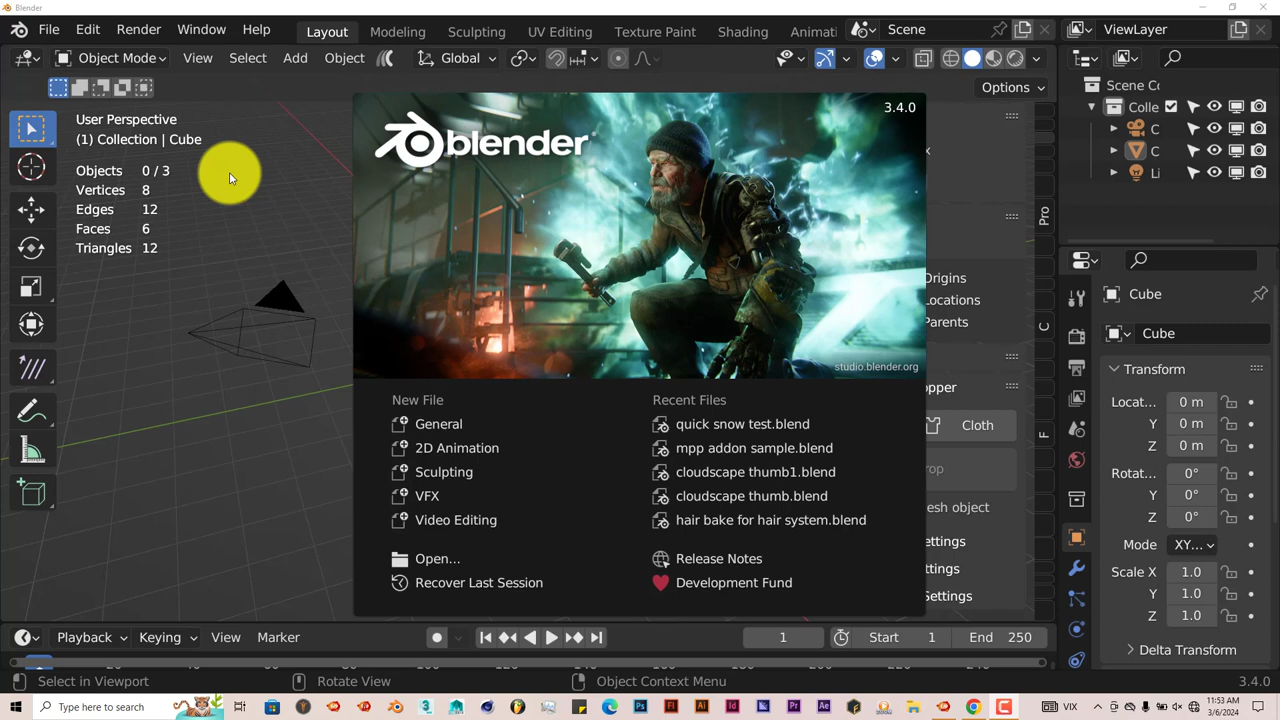 Blender
File Edit Render Window Help Layout Modeling Sculpting UV Editing Texture Paint Shading Animati Scene ViewLayer
Object Mode View Select Add Object Global
Options
User Perspective
(1) Collection | Cube
Objects 0 / 3
Vertices 8
Edges 12
Faces 6
Triangles 12
blender
3.4.0
studio.blender.org
New File
General
2D Animation
Sculpting
VFX
Video Editing
Open...
Recover Last Session
Recent Files
quick snow test.blend
mpp addon sample.blend
cloudscape thumb1.blend
cloudscape thumb.blend
hair bake for hair system.blend
Release Notes
Development Fund
x
Origins
Locations
Parents
opper
Cloth
rop
esh object
ettings
ttings
Settings
Pro
C
F
Scene Co
Colle
C
C
Li
Cube
Cube
Transform
Locat... 0 m
Y 0 m
Z 0 m
Rotat... 0°
Y 0°
Z 0°
Mode XY...
Scale X 1.0
Y 1.0
Z 1.0
Delta Transform
Playback Keying View Marker 1 Start 1 End 250
Select in Viewport Rotate View Object Context Menu 3.4.0
Type here to search
VIX
11:53 AM
3/6/2024